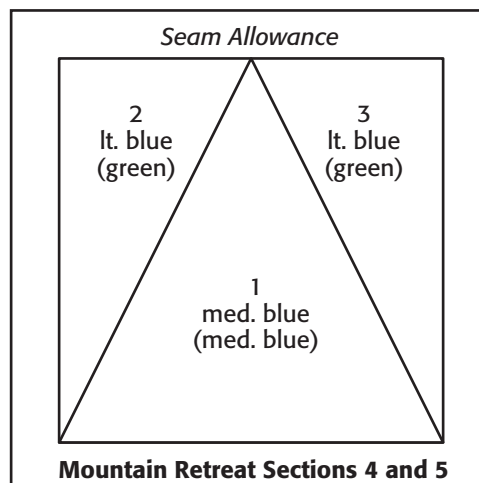 Seam Allowance
2
lt. blue
(green)
3
lt. blue
(green)
1
med. blue
(med. blue)
Mountain Retreat Sections 4 and 5